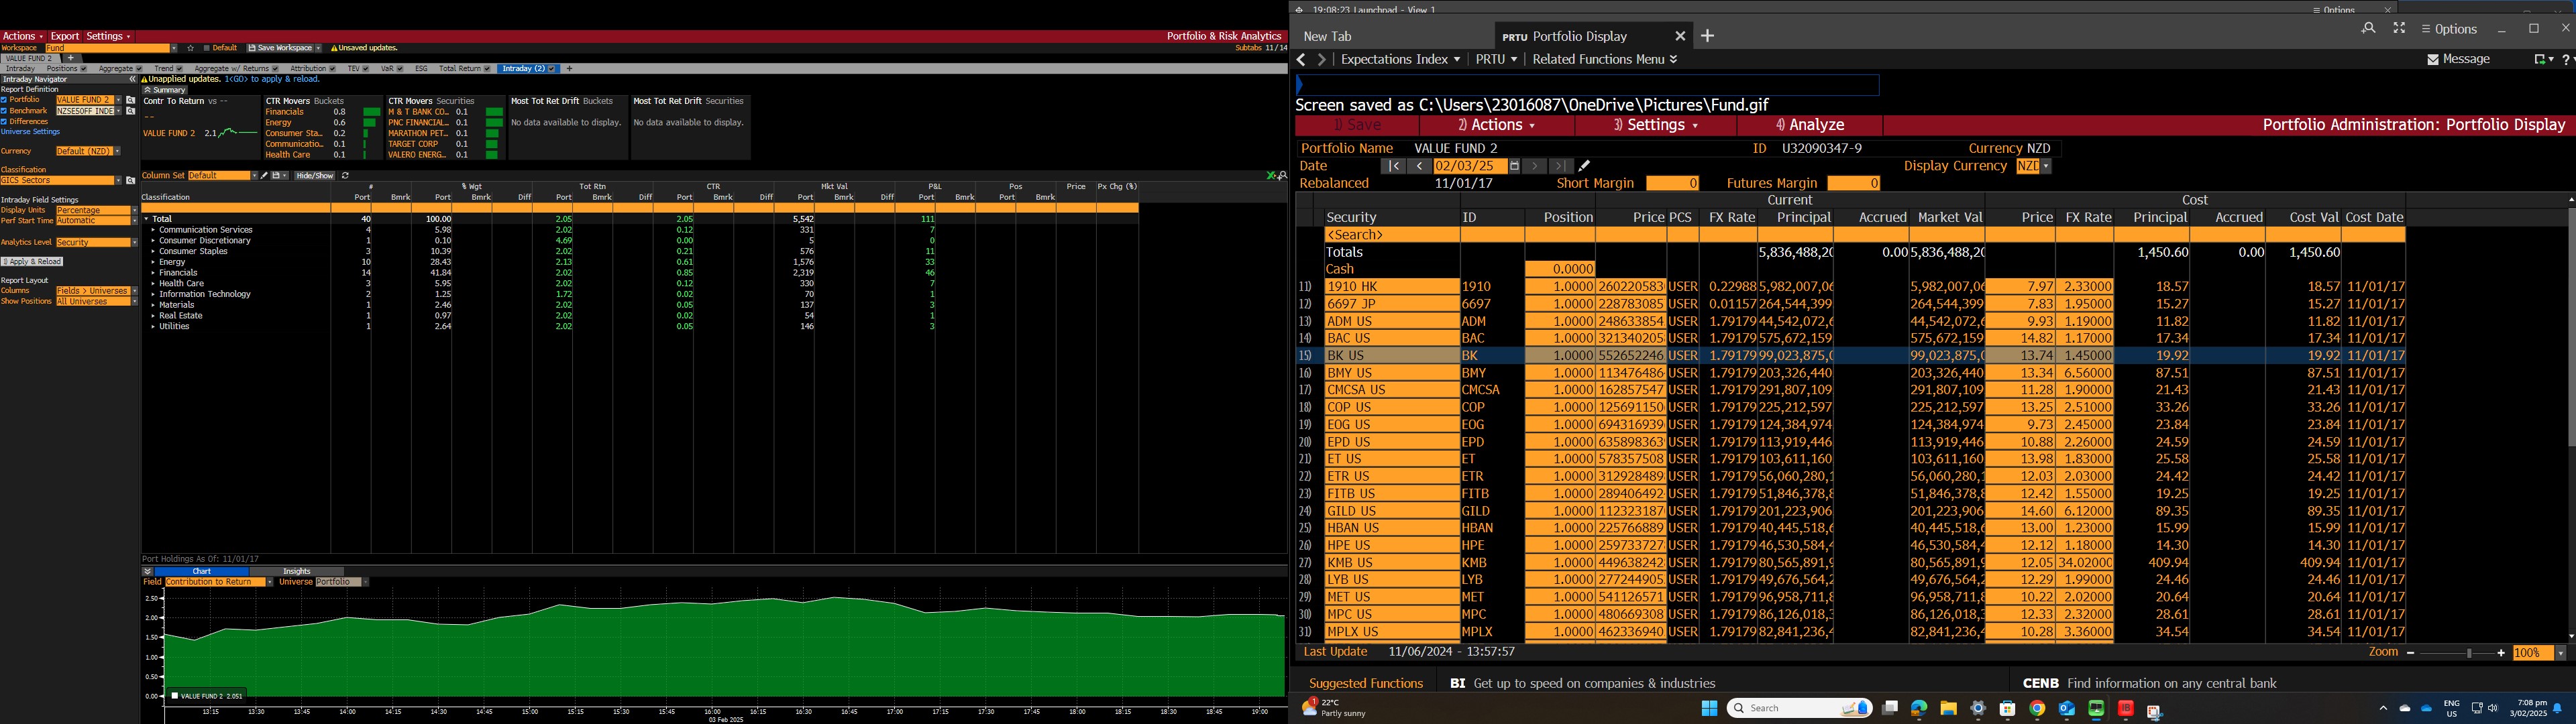 Actions Export Settings Portfolio & Risk Analytics
Workspace Fund Default Save Workspace Unsaved updates. Subtabs 11 / 14
VALUE FUND 2 +
Intraday Positions Aggregate Trend Aggregate w/ Returns Attribution TEV VaR ESG Total Return Intraday (2) +
Intraday Navigator «
Report Definition
Portfolio VALUE FUND 2
Benchmark NZSE50FF INDE
Differences
Universe Settings
Currency Default (NZD)
Classification
GICS Sectors
Intraday Field Settings
Display Units Percentage
Perf Start Time Automatic
Analytics Level Security
Apply & Reload
Report Layout
Columns Fields > Universes
Show Positions All Universes
Unapplied updates. 1<GO> to apply & reload.
Summary
Contr To Return vs --
--
VALUE FUND 2 2.1
CTR Movers Buckets
Financials 0.8
Energy 0.6
Consumer Sta... 0.2
Communicatio... 0.1
Health Care 0.1
CTR Movers Securities
M & T BANK CO... 0.1
PNC FINANCIAL... 0.1
MARATHON PET... 0.1
TARGET CORP 0.1
VALERO ENERG... 0.1
Most Tot Ret Drift Buckets
No data available to display.
Most Tot Ret Drift Securities
No data available to display.
Column Set Default Hide/Show
# % Wgt Tot Rtn CTR Mkt Val P&L Pos Price Px Chg (%)
Classification Port Port Bmrk Diff Port Bmrk Diff Port Bmrk Diff Port Bmrk Diff Port Bmrk Port Bmrk
Total 40 100.00 2.05 2.05 5,542 111
Communication Services 4 5.98 2.02 0.12 331 7
Consumer Discretionary 1 0.10 4.69 0.00 5 0
Consumer Staples 3 10.39 2.02 0.21 576 11
Energy 10 28.43 2.13 0.61 1,576 33
Financials 14 41.84 2.02 0.85 2,319 46
Health Care 3 5.95 2.02 0.12 330 7
Information Technology 2 1.25 1.72 0.02 70 1
Materials 1 2.46 2.02 0.05 137 3
Real Estate 1 0.97 2.02 0.02 54 1
Utilities 1 2.64 2.02 0.05 146 3
Port Holdings As Of: 11/01/17
Chart Insights
Field Contribution to Return Universe Portfolio
2.50
2.00
1.50
1.00
0.50
0.00
VALUE FUND 2 2.051
13:15 13:30 13:45 14:00 14:15 14:30 14:45 15:00 15:15 15:30 15:45 16:00 16:15 16:30 16:45 17:00 17:15 17:30 17:45 18:00 18:15 18:30 18:45 19:00
03 Feb 2025
19:08:23 Launchpad - View 1 Options
New Tab PRTU Portfolio Display Options
Expectations Index PRTU Related Functions Menu Message
Screen saved as C:\Users\23016087\OneDrive\Pictures\Fund.gif
1) Save 2) Actions 3) Settings 4) Analyze Portfolio Administration: Portfolio Display
Portfolio Name VALUE FUND 2 ID U32090347-9 Currency NZD
Date 02/03/25 Display Currency NZD
Rebalanced 11/01/17 Short Margin 0 Futures Margin 0
Current Cost
Security ID Position Price PCS FX Rate Principal Accrued Market Val Price FX Rate Principal Accrued Cost Val Cost Date
<Search>
Totals 5,836,488,20 0.00 5,836,488,20 1,450.60 0.00 1,450.60
Cash 0.0000
11) 1910 HK 1910 1.0000 2602205830 USER 0.22988 5,982,007,06 5,982,007,06 7.97 2.33000 18.57 18.57 11/01/17
12) 6697 JP 6697 1.0000 228783085 USER 0.01157 264,544,399 264,544,399 7.83 1.95000 15.27 15.27 11/01/17
13) ADM US ADM 1.0000 248633854 USER 1.79179 44,542,072,6 44,542,072,6 9.93 1.19000 11.82 11.82 11/01/17
14) BAC US BAC 1.0000 321340205 USER 1.79179 575,672,159 575,672,159 14.82 1.17000 17.34 17.34 11/01/17
15) BK US BK 1.0000 552652246 USER 1.79179 99,023,875,0 99,023,875,0 13.74 1.45000 19.92 19.92 11/01/17
16) BMY US BMY 1.0000 113476486 USER 1.79179 203,326,440 203,326,440 13.34 6.56000 87.51 87.51 11/01/17
17) CMCSA US CMCSA 1.0000 162857547 USER 1.79179 291,807,109 291,807,109 11.28 1.90000 21.43 21.43 11/01/17
18) COP US COP 1.0000 125691150 USER 1.79179 225,212,597 225,212,597 13.25 2.51000 33.26 33.26 11/01/17
19) EOG US EOG 1.0000 694316939 USER 1.79179 124,384,974 124,384,974 9.73 2.45000 23.84 23.84 11/01/17
20) EPD US EPD 1.0000 635898363 USER 1.79179 113,919,446 113,919,446 10.88 2.26000 24.59 24.59 11/01/17
21) ET US ET 1.0000 578357508 USER 1.79179 103,611,160 103,611,160 13.98 1.83000 25.58 25.58 11/01/17
22) ETR US ETR 1.0000 312928489 USER 1.79179 56,060,280,1 56,060,280,1 12.03 2.03000 24.42 24.42 11/01/17
23) FITB US FITB 1.0000 289406492 USER 1.79179 51,846,378,8 51,846,378,8 12.42 1.55000 19.25 19.25 11/01/17
24) GILD US GILD 1.0000 112323187 USER 1.79179 201,223,906 201,223,906 14.60 6.12000 89.35 89.35 11/01/17
25) HBAN US HBAN 1.0000 225766889 USER 1.79179 40,445,518,6 40,445,518,6 13.00 1.23000 15.99 15.99 11/01/17
26) HPE US HPE 1.0000 259733727 USER 1.79179 46,530,584,4 46,530,584,4 12.12 1.18000 14.30 14.30 11/01/17
27) KMB US KMB 1.0000 449638242 USER 1.79179 80,565,891,9 80,565,891,9 12.05 34.02000 409.94 409.94 11/01/17
28) LYB US LYB 1.0000 277244905 USER 1.79179 49,676,564,2 49,676,564,2 12.29 1.99000 24.46 24.46 11/01/17
29) MET US MET 1.0000 541126571 USER 1.79179 96,958,711,8 96,958,711,8 10.22 2.02000 20.64 20.64 11/01/17
30) MPC US MPC 1.0000 480669308 USER 1.79179 86,126,018,3 86,126,018,3 12.33 2.32000 28.61 28.61 11/01/17
31) MPLX US MPLX 1.0000 462336940 USER 1.79179 82,841,236,4 82,841,236,4 10.28 3.36000 34.54 34.54 11/01/17
Last Update 11/06/2024 - 13:57:57 Zoom 100%
Suggested Functions BI Get up to speed on companies & industries CENB Find information on any central bank
22°C
Partly sunny
Search
ENG
US
7:08 pm
3/02/2025